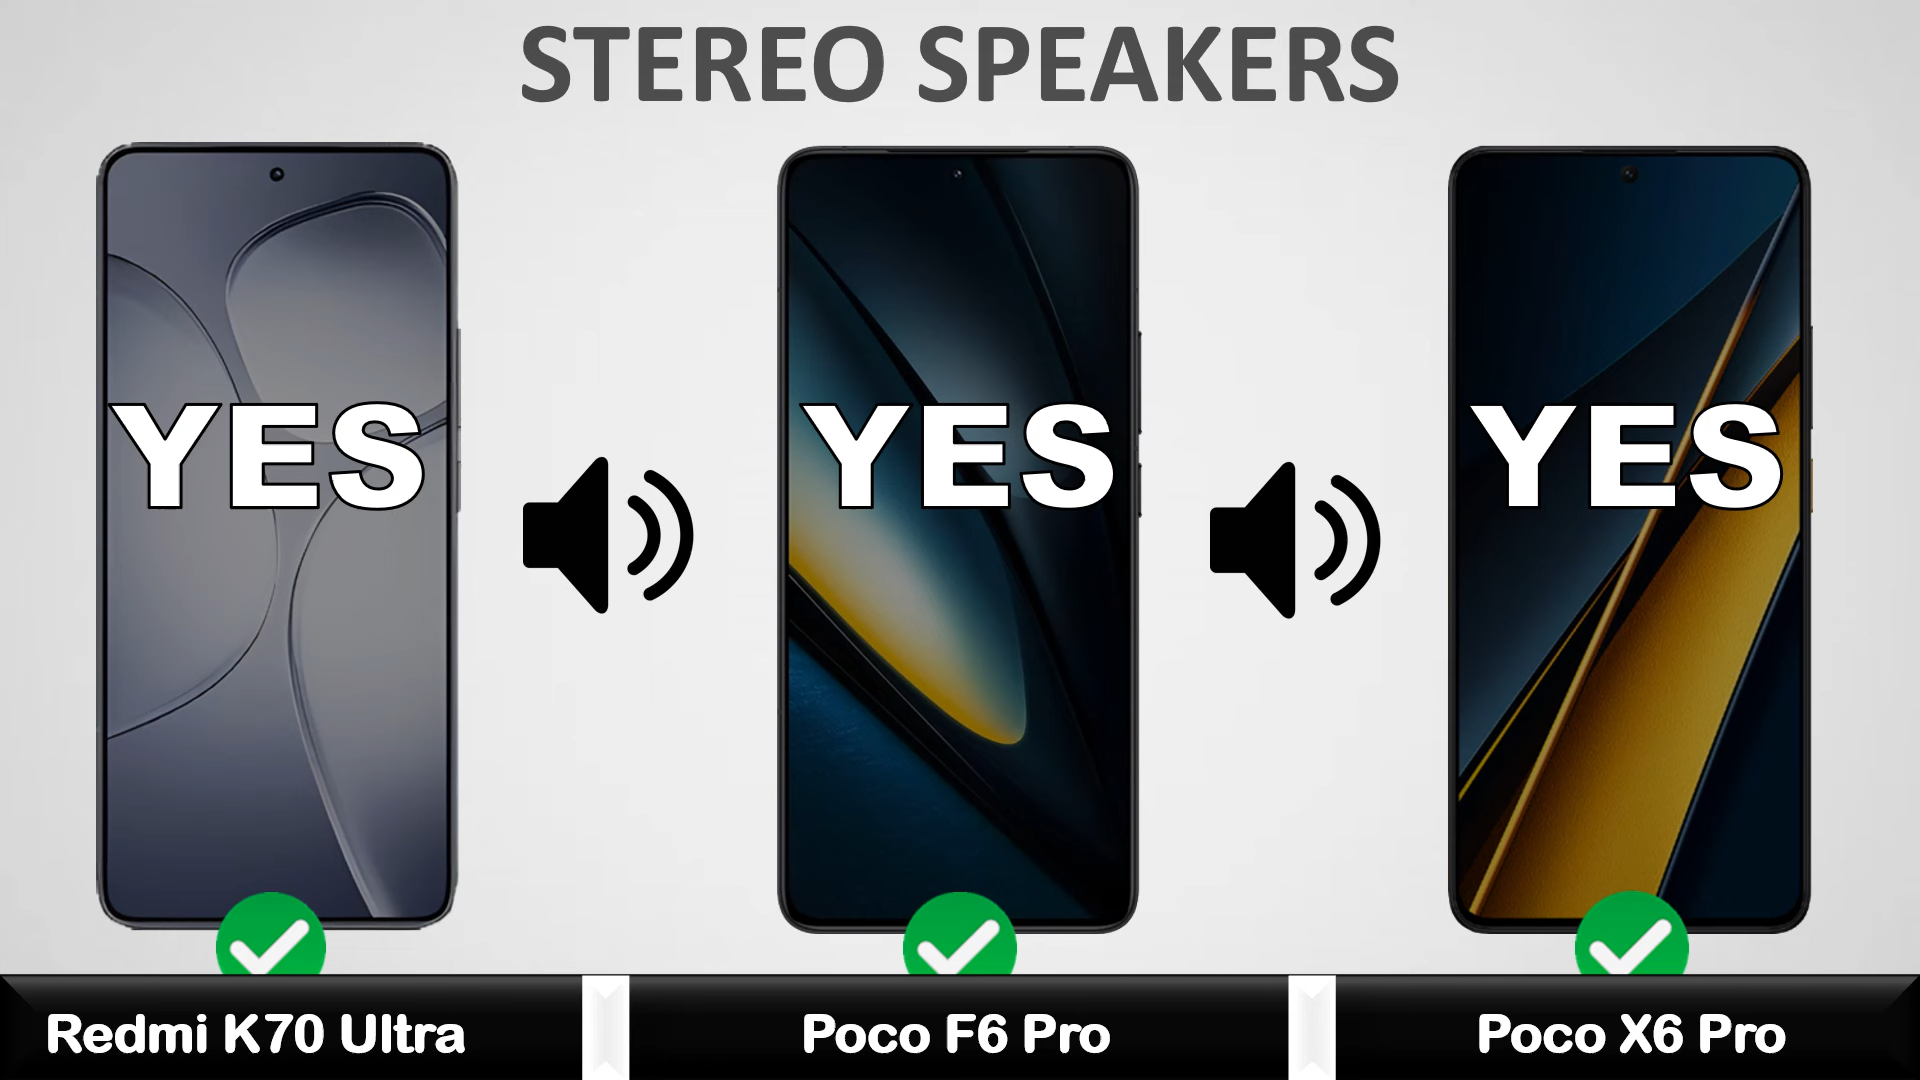 STEREO SPEAKERS
YES
YES
YES
Redmi K70 Ultra
Poco F6 Pro
Poco X6 Pro